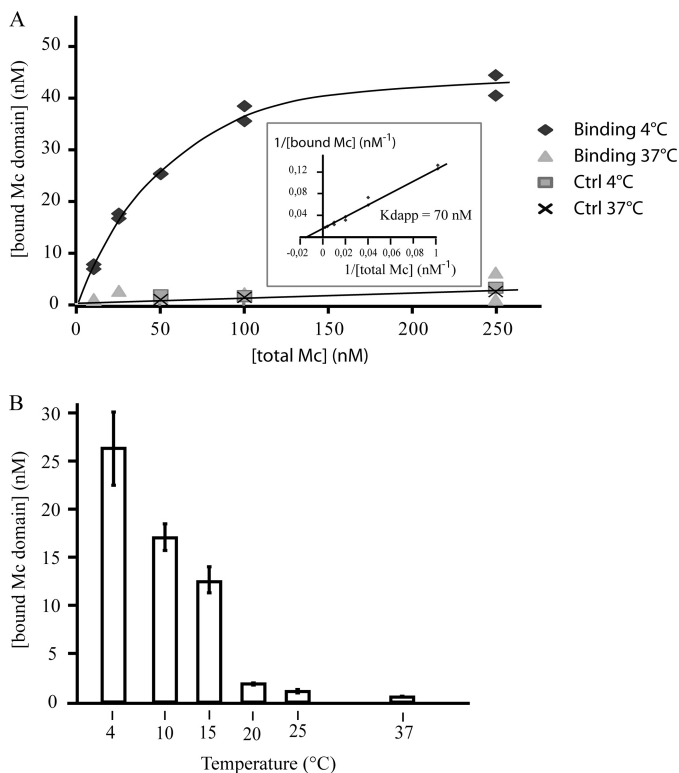 A
[bound Mc domain] (nM)
50
40
30
20
10
0
0
50
100
150
200
250
[total Mc] (nM)
1/[bound Mc] (nM-1)
0,12
0,08
0,04
-0,02
0
0,02
0,04
0,06
0,08
0,1
Kdapp = 70 nM
1/[total Mc] (nM-1)
Binding 4°C
Binding 37°C
Ctrl 4°C
Ctrl 37°C
B
[bound Mc domain] (nM)
30
25
20
15
10
5
0
4
10
15
20
25
37
Temperature (°C)